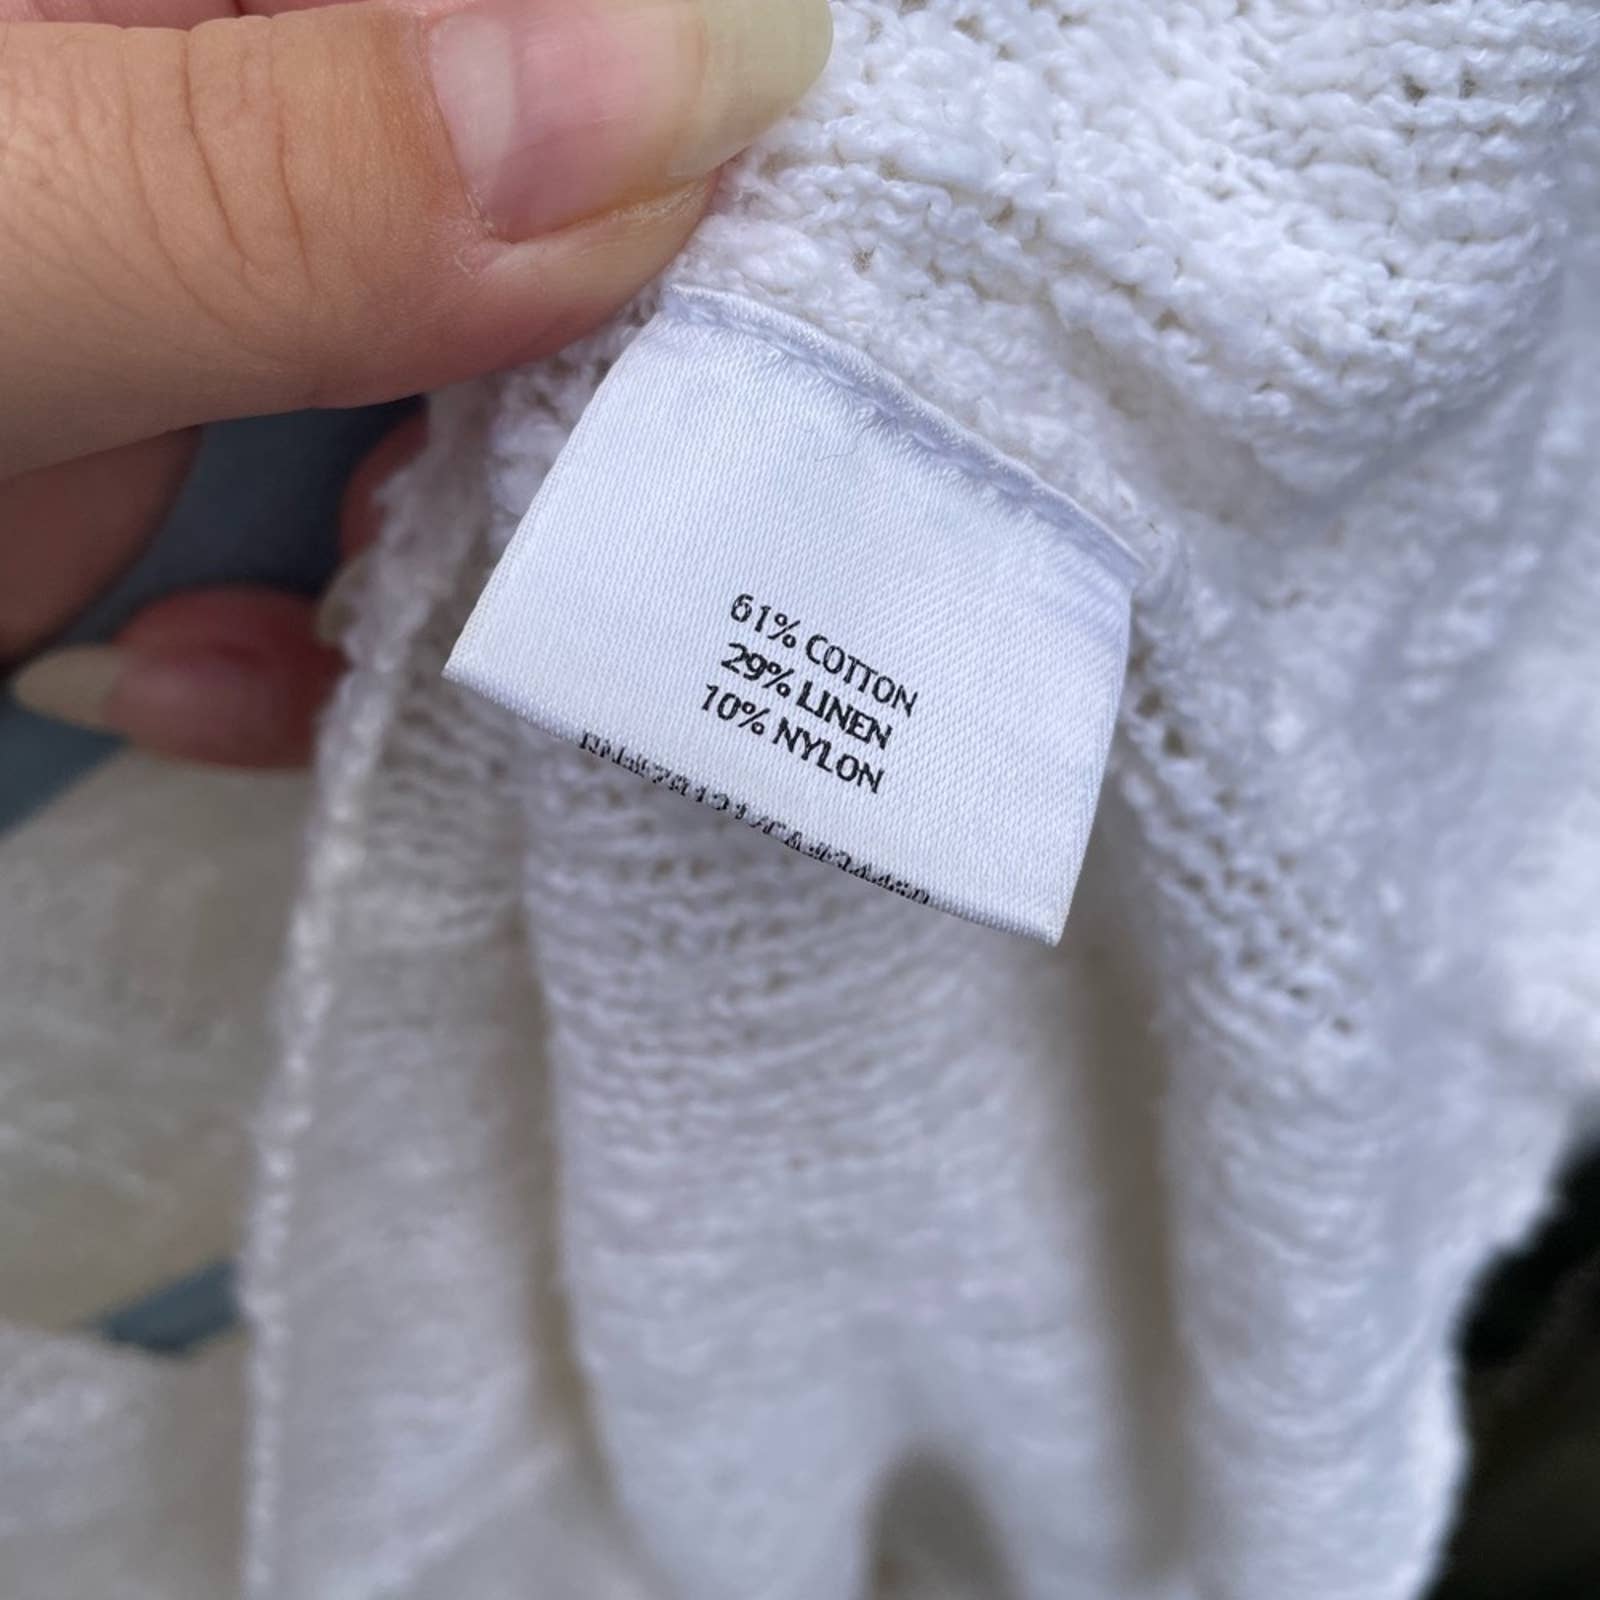 61% COTTON
29% LINEN
10% NYLON